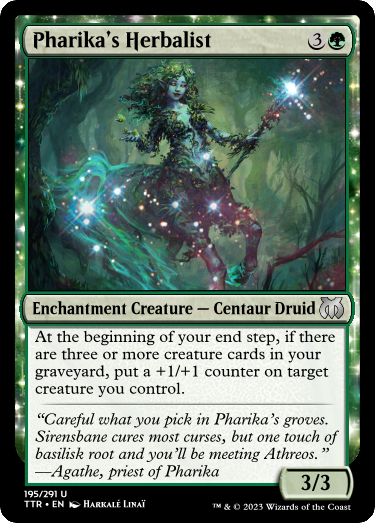 Pharika's Herbalist 3
Enchantment Creature — Centaur Druid
At the beginning of your end step, if there
are three or more creature cards in your
graveyard, put a +1/+1 counter on target
creature you control.
“Careful what you pick in Pharika’s groves.
Sirensbane cures most curses, but one touch of
basilisk root and you’ll be meeting Athreos.”
—Agathe, priest of Pharika
3/3
195/291 U
TTR • EN Harkalé Linaï
™ & © 2023 Wizards of the Coast